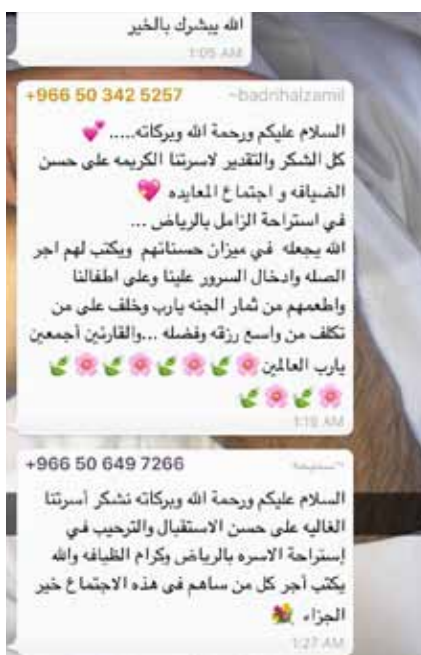 الله يبشرك بالخير
1:05 AM
+966 50 342 5257 ~badrihalzamil
السلام عليكم ورحمة الله وبركاته..... 💕
كل الشكر والتقدير لاسرتنا الكريمه على حسن
الضيافه و اجتماع المعايده 💖
في استراحة الزامل بالرياض ...
الله يجعله في ميزان حسناتهم ويكتب لهم اجر
الصله وادخال السرور علينا وعلى اطفالنا
واطعمهم من ثمار الجنه يارب وخلف على من
تكلف من واسع رزقه وفضله ...والقارئين أجمعين
يارب العالمين 🌸🌿🌸🌿🌸🌿🌸🌿
🌸🌿🌸🌿
1:19 AM
+966 50 649 7266 ~سميحه
السلام عليكم ورحمة الله وبركاته نشكر أسرتنا
الغاليه على حسن الاستقبال والترحيب في
إستراحة الاسره بالرياض وكرام الظيافه والله
يكتب أجر كل من ساهم في هذه الاجتماع خير
الجزاء 💐
1:27 AM